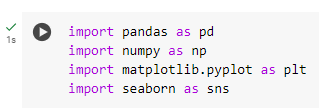 import pandas as pd
1s
import numpy as np
import matplotlib.pyplot as plt
import seaborn as sns